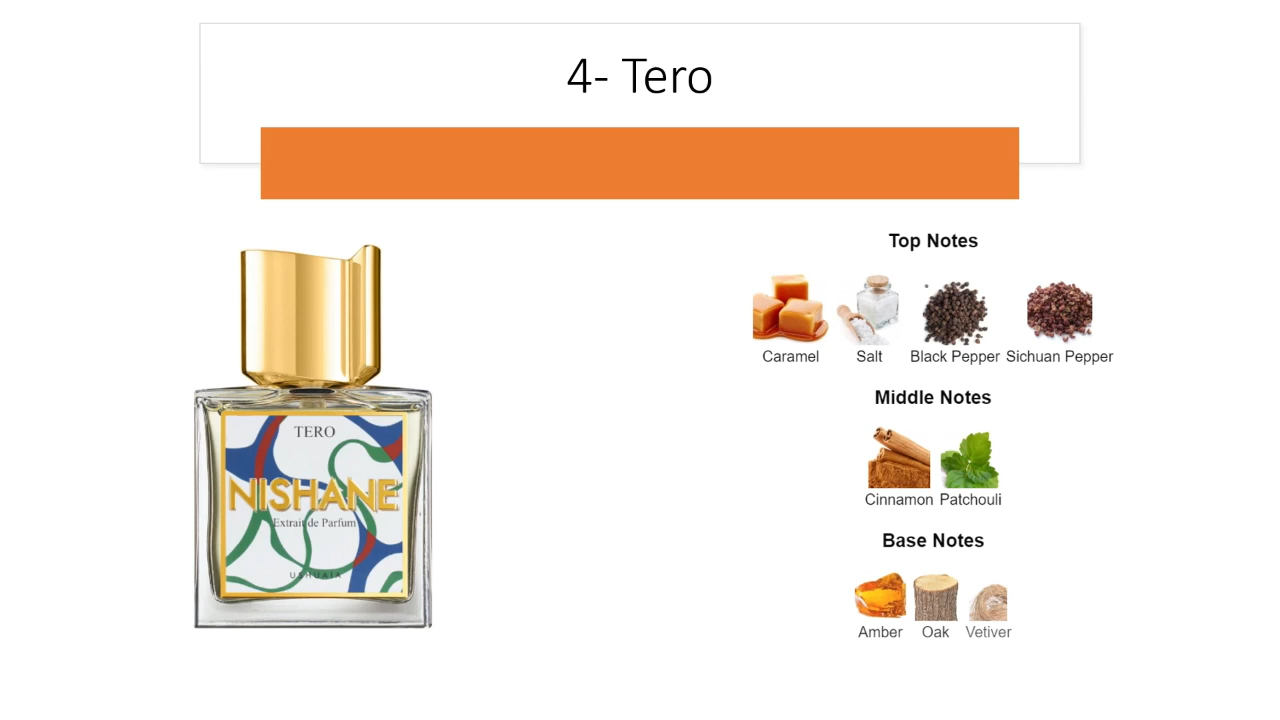 4- Tero
TERO
NISHANE
Extrait de Parfum
USHUAIA
Top Notes
Caramel Salt Black Pepper Sichuan Pepper
Middle Notes
Cinnamon Patchouli
Base Notes
Amber Oak Vetiver